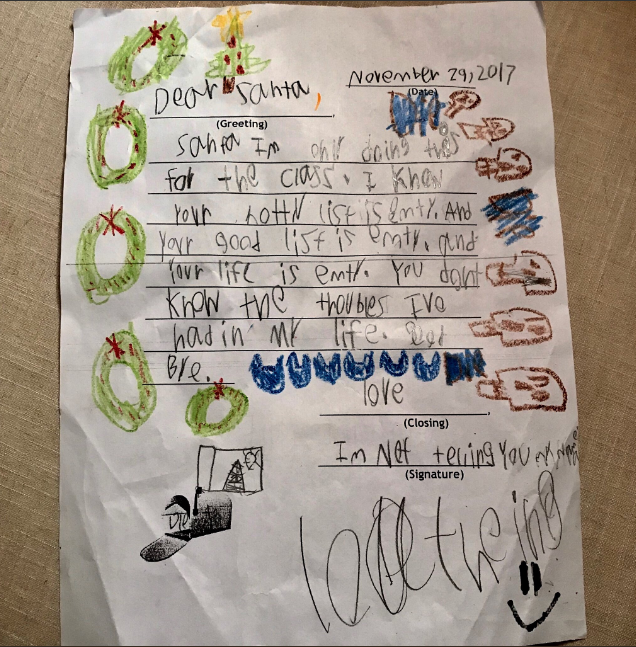 November 29, 2017
(Date)
Dear Santa,
(Greeting)
Santa Im only doing this
for the class. I Know
Your notty list is emty. And
Your good list is emty. and
Your life is emty. You dont
Know the troubles Ive
had in my life.
Bye.
love
(Closing)
Im Not telling You my name
(Signature)